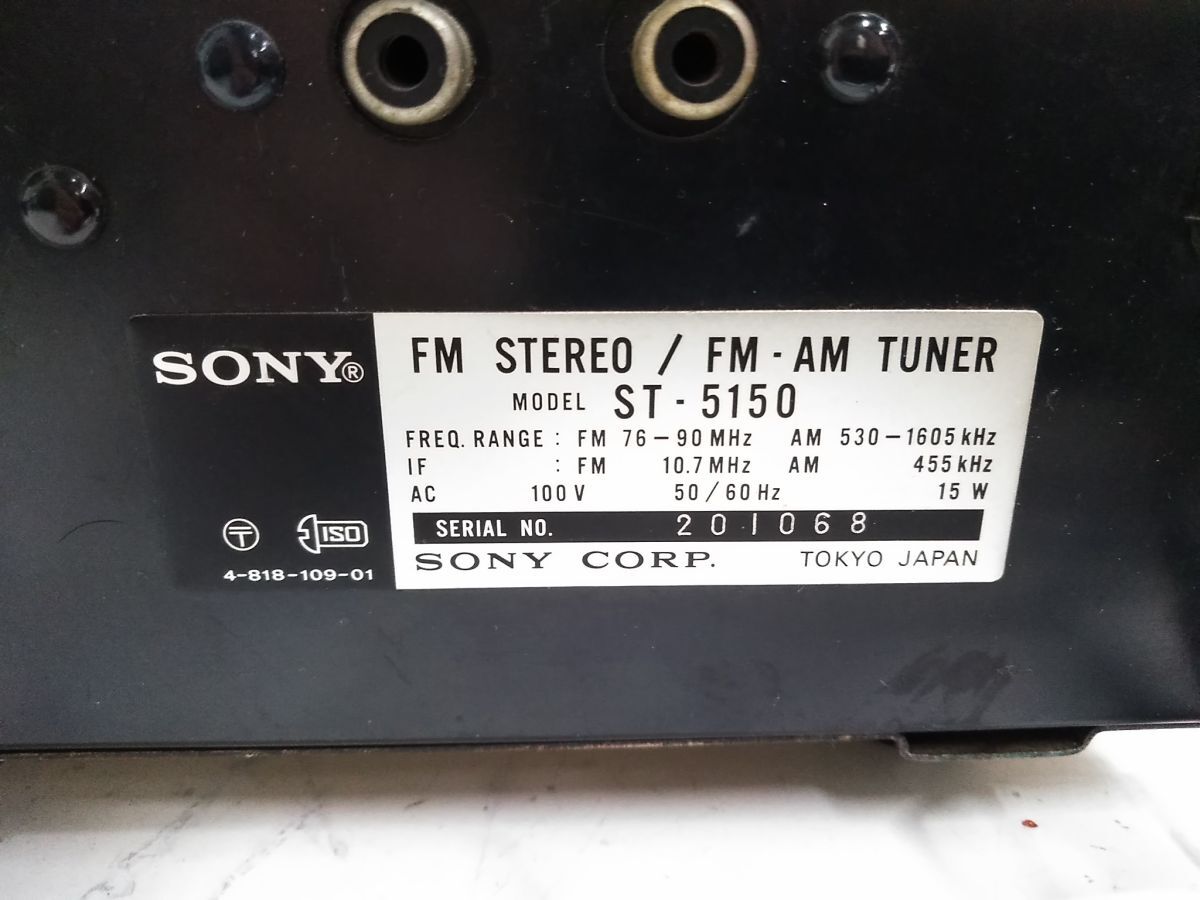 SONY®
FM STEREO / FM - AM TUNER
MODEL ST - 5150
FREQ. RANGE : FM 76 – 90 MHz AM 530 – 1605 kHz
IF : FM 10.7 MHz AM 455 kHz
AC 100 V 50 / 60 Hz 15 W
SERIAL NO. 201068
SONY CORP. TOKYO JAPAN
〒 ISO
4-818-109-01